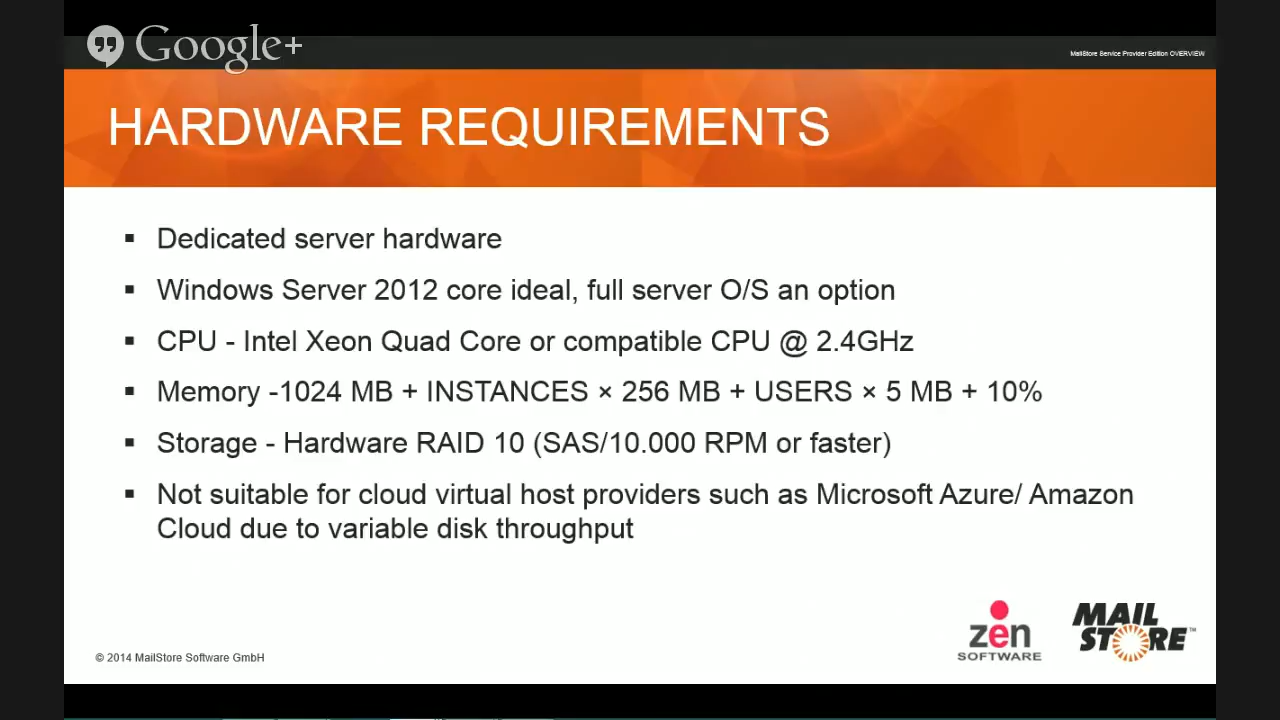 Google+
MailStore Service Provider Edition OVERVIEW
HARDWARE REQUIREMENTS
▪ Dedicated server hardware
▪ Windows Server 2012 core ideal, full server O/S an option
▪ CPU - Intel Xeon Quad Core or compatible CPU @ 2.4GHz
▪ Memory -1024 MB + INSTANCES × 256 MB + USERS × 5 MB + 10%
▪ Storage - Hardware RAID 10 (SAS/10.000 RPM or faster)
▪ Not suitable for cloud virtual host providers such as Microsoft Azure/ Amazon
Cloud due to variable disk throughput
zen
SOFTWARE
MAIL
STORE™
© 2014 MailStore Software GmbH